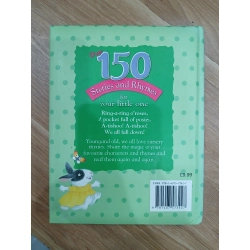 150
Stories and Rhymes
for
your little one
Ring-a-ring o'roses,
A pocket full of posies,
A-tishoo! A-tishoo!
We all fall down!
Young and old, we all love nursery
rhymes. Share the magic of your
favourite characters and rhymes and
read them again and again.
£9.99